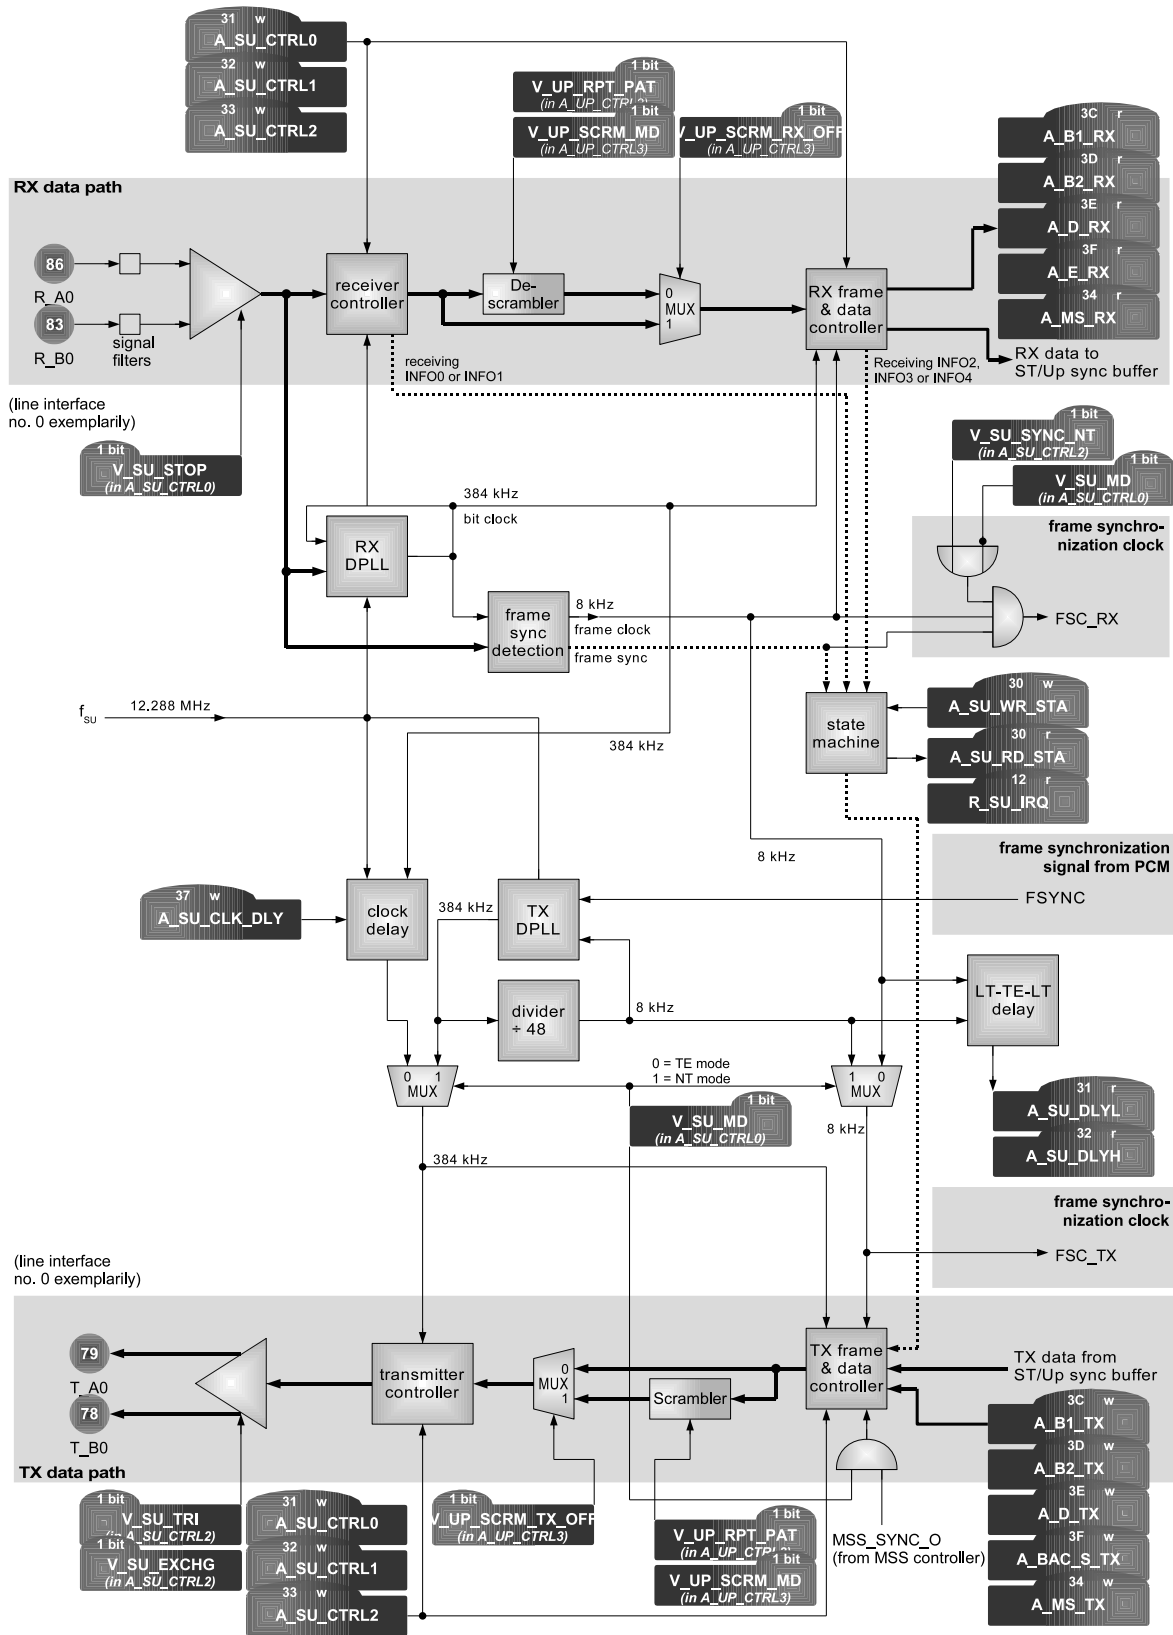 31 w
A_SU_CTRL0
32 w
A_SU_CTRL1
33 w
A_SU_CTRL2
1 bit
V_UP_RPT_PAT
(in A_UP_CTRL3)
1 bit
V_UP_SCRM_MD
(in A_UP_CTRL3)
1 bit
V_UP_SCRM_RX_OFF
(in A_UP_CTRL3)
3C r
A_B1_RX
3D r
A_B2_RX
3E r
A_D_RX
3F r
A_E_RX
34 r
A_MS_RX
RX data path
86
R_A0
83
R_B0
signal
filters
receiver
controller
De-
scrambler
0
MUX
1
RX frame
& data
controller
RX data to
ST/Up sync buffer
receiving
INFO0 or INFO1
Receiving INFO2,
INFO3 or INFO4
(line interface
no. 0 exemplarily)
1 bit
V_SU_STOP
(in A_SU_CTRL0)
1 bit
V_SU_SYNC_NT
(in A_SU_CTRL2)
1 bit
V_SU_MD
(in A_SU_CTRL0)
384 kHz
bit clock
RX
DPLL
frame synchro-
nization clock
frame
sync
detection
8 kHz
frame clock
frame sync
FSC_RX
f SU
12.288 MHz
384 kHz
state
machine
30 w
A_SU_WR_STA
30 r
A_SU_RD_STA
12 r
R_SU_IRQ
8 kHz
frame synchronization
signal from PCM
FSYNC
37 w
A_SU_CLK_DLY
clock
delay
384 kHz
TX
DPLL
divider
÷ 48
8 kHz
LT-TE-LT
delay
0 1
MUX
0 = TE mode
1 = NT mode
1 0
MUX
1 bit
V_SU_MD
(in A_SU_CTRL0)
8 kHz
31 r
A_SU_DLYL
32 r
A_SU_DLYH
384 kHz
frame synchro-
nization clock
FSC_TX
(line interface
no. 0 exemplarily)
79
T_A0
78
T_B0
transmitter
controller
0
MUX
1
Scrambler
TX frame
& data
controller
TX data from
ST/Up sync buffer
TX data path
3C w
A_B1_TX
3D w
A_B2_TX
3E w
A_D_TX
3F w
A_BAC_S_TX
34 w
A_MS_TX
1 bit
V_SU_TRI
(in A_SU_CTRL2)
1 bit
V_SU_EXCHG
(in A_SU_CTRL2)
31 w
A_SU_CTRL0
32 w
A_SU_CTRL1
33 w
A_SU_CTRL2
1 bit
V_UP_SCRM_TX_OFF
(in A_UP_CTRL3)
1 bit
V_UP_RPT_PAT
1 bit
V_UP_SCRM_MD
(in A_UP_CTRL3)
MSS_SYNC_O
(from MSS controller)